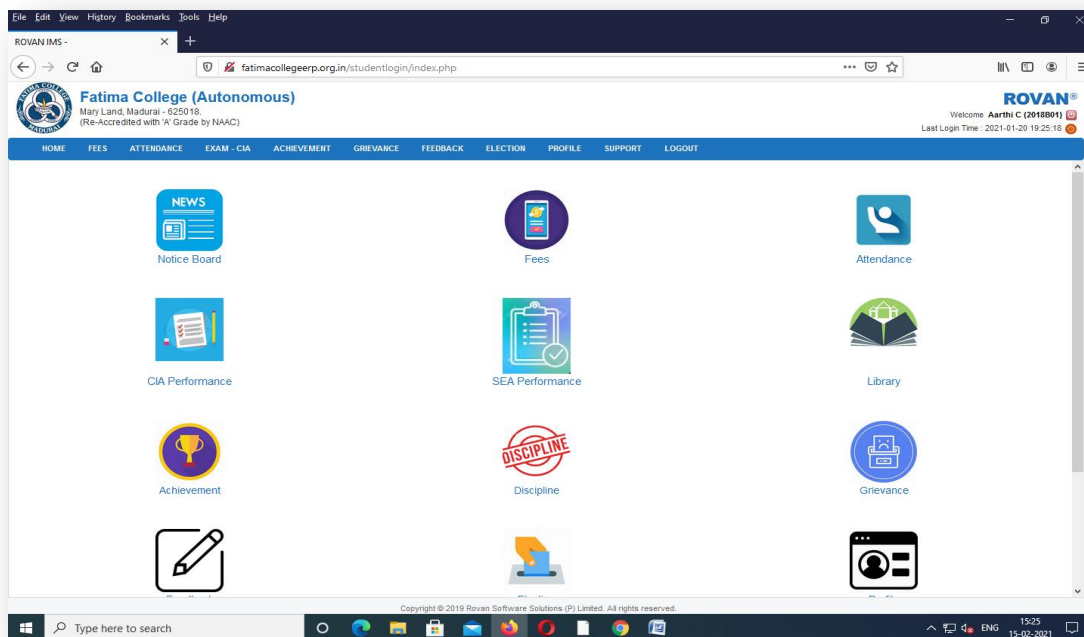 File Edit View History Bookmarks Tools Help
ROVAN IMS -
fatimacollegeerp.org.in/studentlogin/index.php
Fatima College (Autonomous)
Mary Land, Madurai - 625018.
(Re-Accredited with 'A' Grade by NAAC)
ROVAN®
Welcome Aarthi C (2018B01)
Last Login Time : 2021-01-20 19:25:18
HOME FEES ATTENDANCE EXAM - CIA ACHIEVEMENT GRIEVANCE FEEDBACK ELECTION PROFILE SUPPORT LOGOUT
NEWS
Notice Board
Fees
Attendance
CIA Performance
SEA Performance
Library
Achievement
DISCIPLINE
Discipline
Grievance
Copyright © 2019 Rovan Software Solutions (P) Limited. All rights reserved.
Type here to search
ENG
15:25
15-02-2021